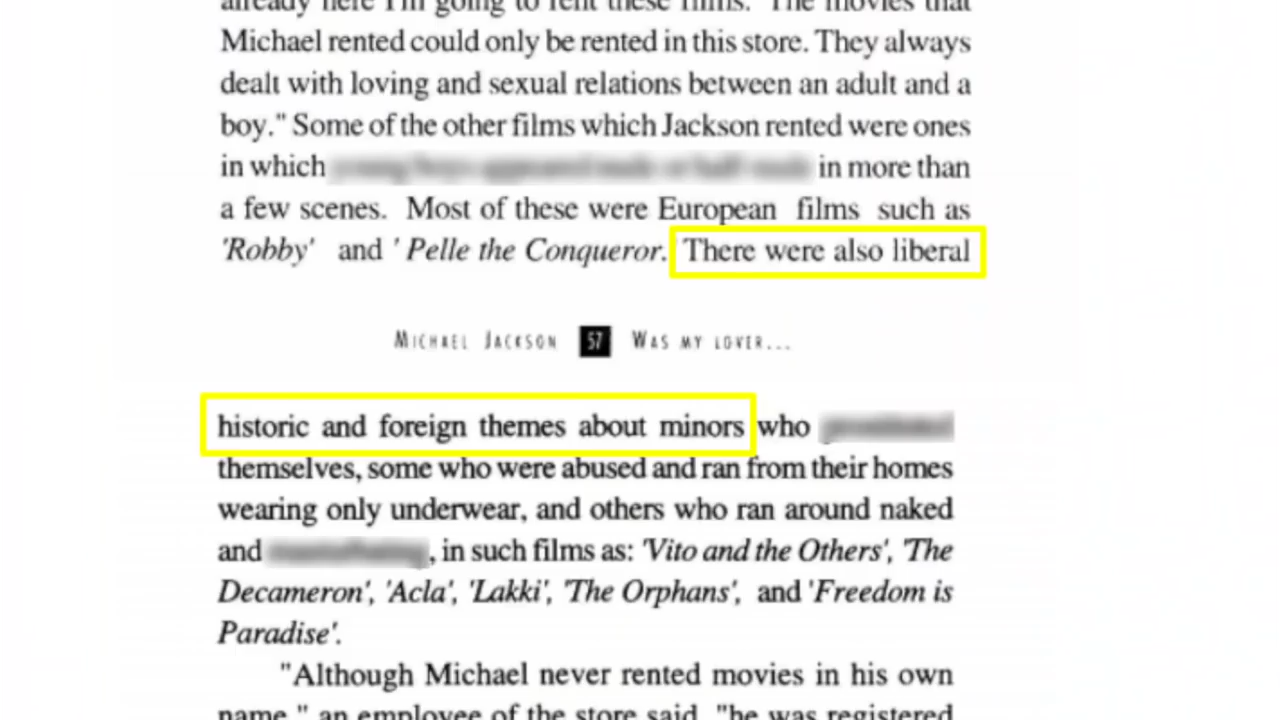 already here I'm going to rent these films." The movies that
Michael rented could only be rented in this store. They always
dealt with loving and sexual relations between an adult and a
boy." Some of the other films which Jackson rented were ones
in which in more than
a few scenes. Most of these were European films such as
'Robby' and ' Pelle the Conqueror. There were also liberal
MICHAEL JACKSON 57 WAS MY LOVER...
historic and foreign themes about minors who
themselves, some who were abused and ran from their homes
wearing only underwear, and others who ran around naked
and , in such films as: 'Vito and the Others', 'The
Decameron', 'Acla', 'Lakki', 'The Orphans', and 'Freedom is
Paradise'.
"Although Michael never rented movies in his own
name," an employee of the store said, "he was registered